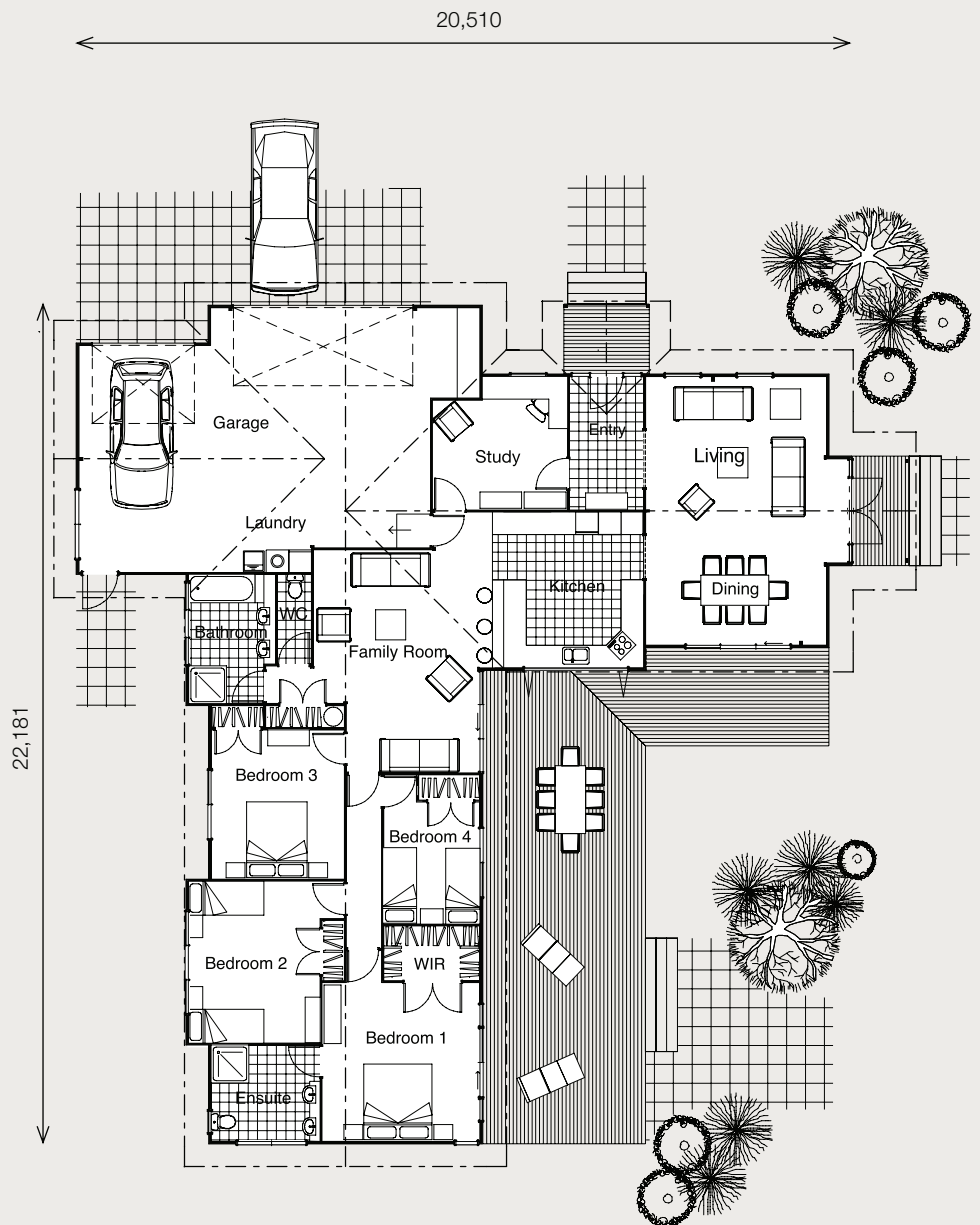 20,510
Garage
Entry
Living
Study
Laundry
Kitchen
Dining
WC
Bathroom
Family Room
22,181
Bedroom 3
Bedroom 4
Bedroom 2
WIR
Bedroom 1
Ensuite